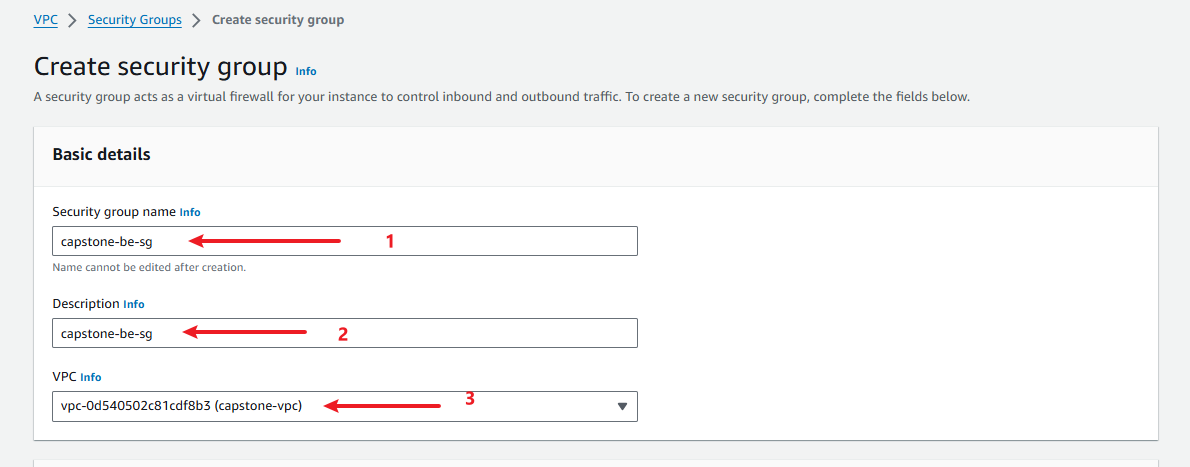 VPC > Security Groups > Create security group
Create security group Info
A security group acts as a virtual firewall for your instance to control inbound and outbound traffic. To create a new security group, complete the fields below.
Basic details
Security group name Info
capstone-be-sg 1
Name cannot be edited after creation.
Description Info
capstone-be-sg 2
VPC Info
vpc-0d540502c81cdf8b3 (capstone-vpc) 3